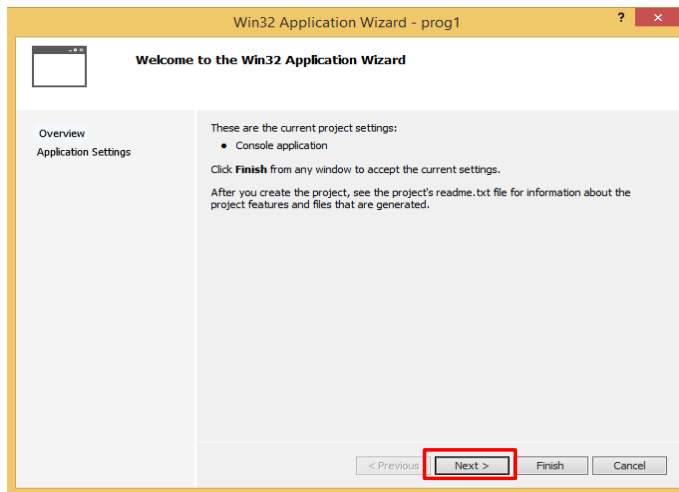 Win32 Application Wizard - prog1
?
×
Welcome to the Win32 Application Wizard
Overview
Application Settings
These are the current project settings:
• Console application
Click Finish from any window to accept the current settings.
After you create the project, see the project's readme.txt file for information about the
project features and files that are generated.
< Previous
Next >
Finish
Cancel